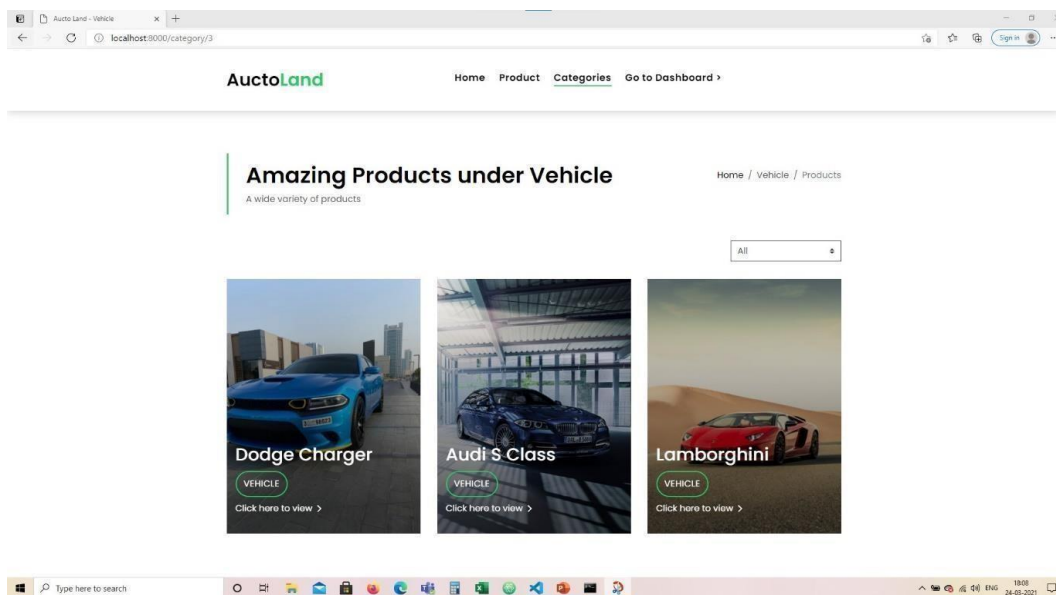 Aucto Land - Vehicle
localhost:8000/category/3
Sign in
AuctoLand
Home Product Categories Go to Dashboard >
Amazing Products under Vehicle
A wide variety of products
Home / Vehicle / Products
All
Dodge Charger
VEHICLE
Click here to view >
Audi S Class
VEHICLE
Click here to view >
Lamborghini
VEHICLE
Click here to view >
Type here to search
ENG
18:08
24-03-2021